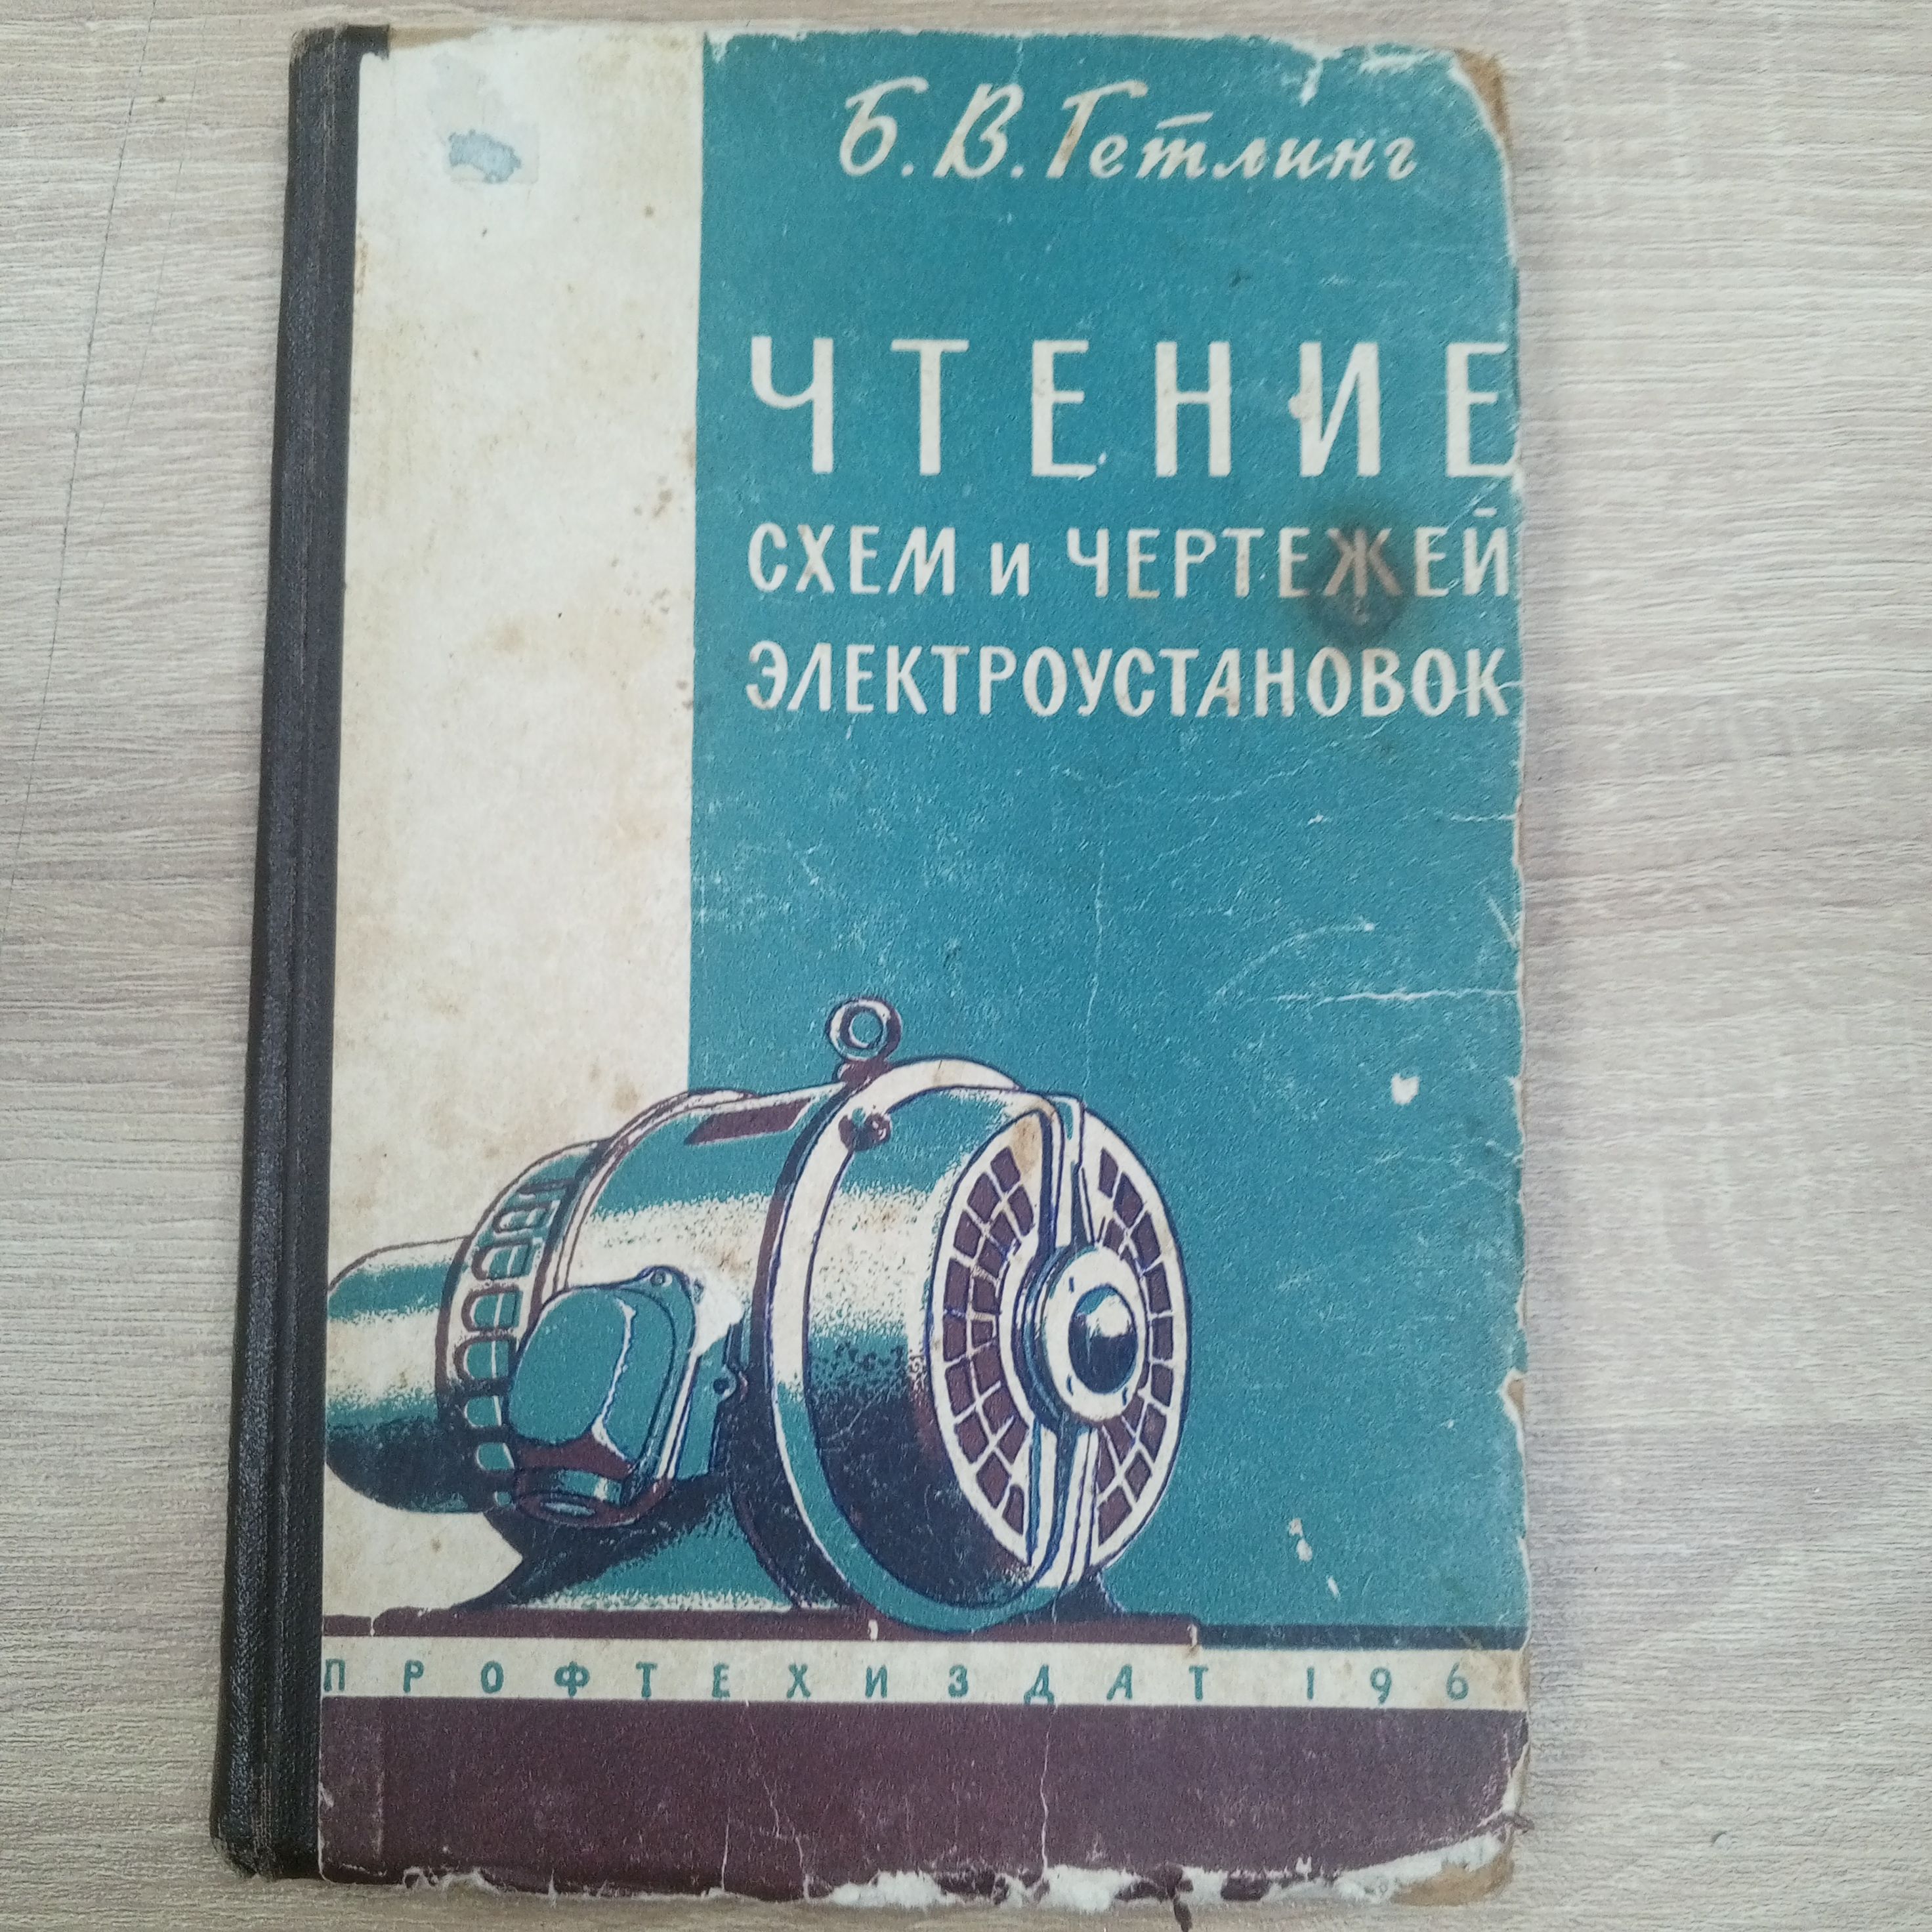 Б. В. Гетлинг
ЧТЕНИЕ
СХЕМ и ЧЕРТЕЖЕЙ
ЭЛЕКТРОУСТАНОВОК
ПРОФТЕХИЗДАТ 196